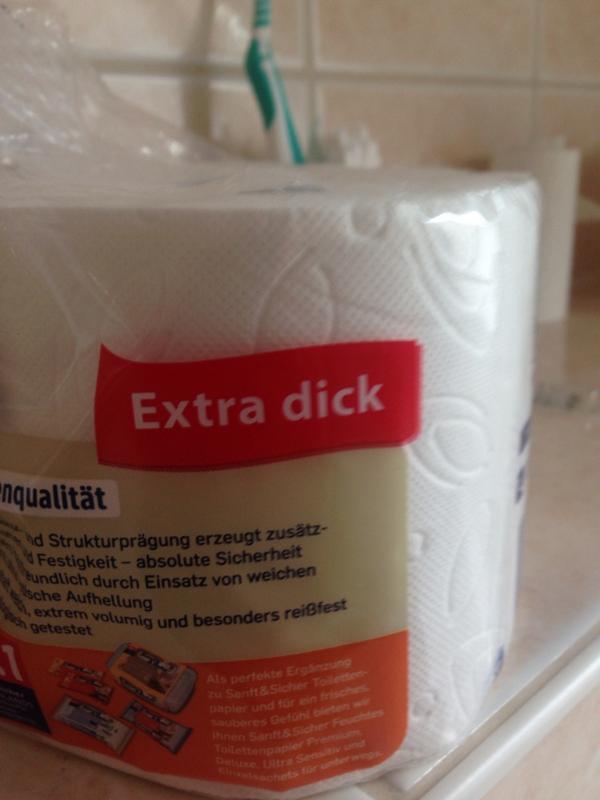 Extra dick
nqualität
nd Strukturprägung erzeugt zusätz-
d Festigkeit – absolute Sicherheit
undlich durch Einsatz von weichen
sche Aufhellung
, extrem volumig und besonders reißfest
getestet
Als perfekte Ergänzung
zu Sanft&Sicher Toiletten-
papier und für ein frisches,
sauberes Gefühl bieten wir
Ihnen Sanft&Sicher Feuchtes
Toilettenpapier Premium,
Deluxe, Ultra Sensitiv und
Einzelsachets für unterwegs.